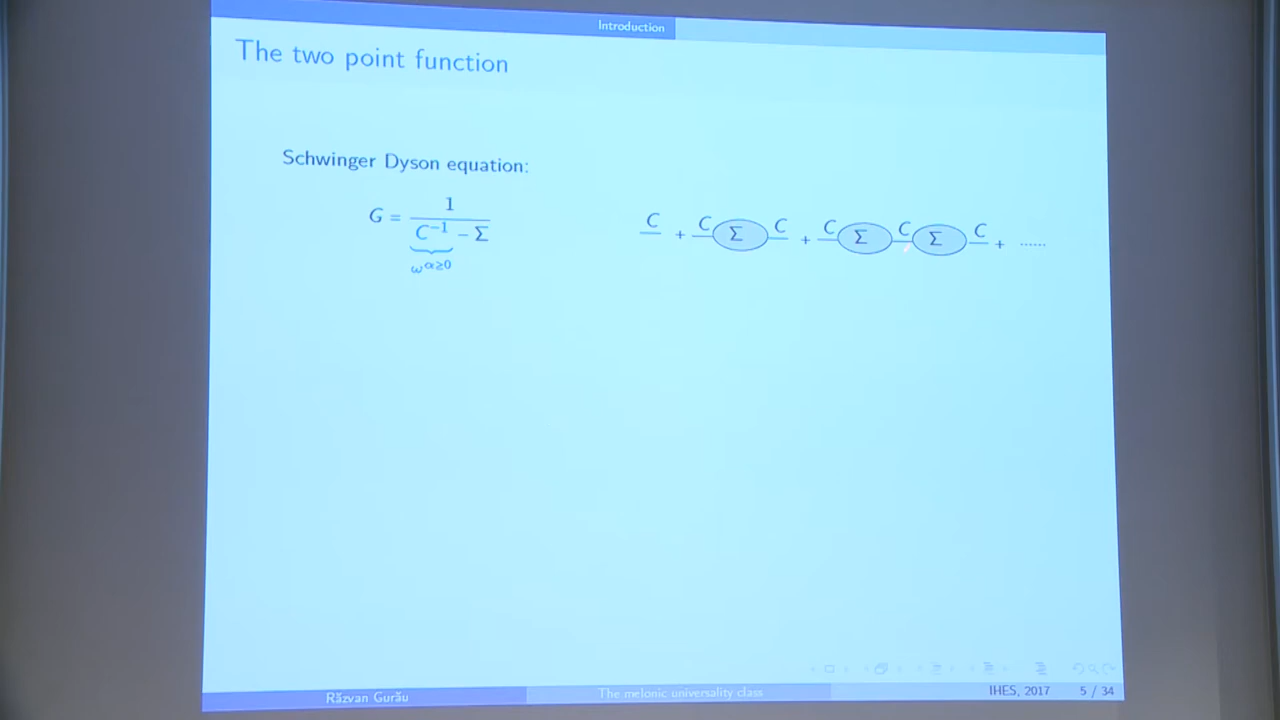 Introduction
The two point function
Schwinger Dyson equation:
G = 1 / (C⁻¹ − Σ)
ω^{α≥0}
C + C Σ C + C Σ C Σ C + ......
Răzvan Gurău The melonic universality class IHES, 2017 5 / 34